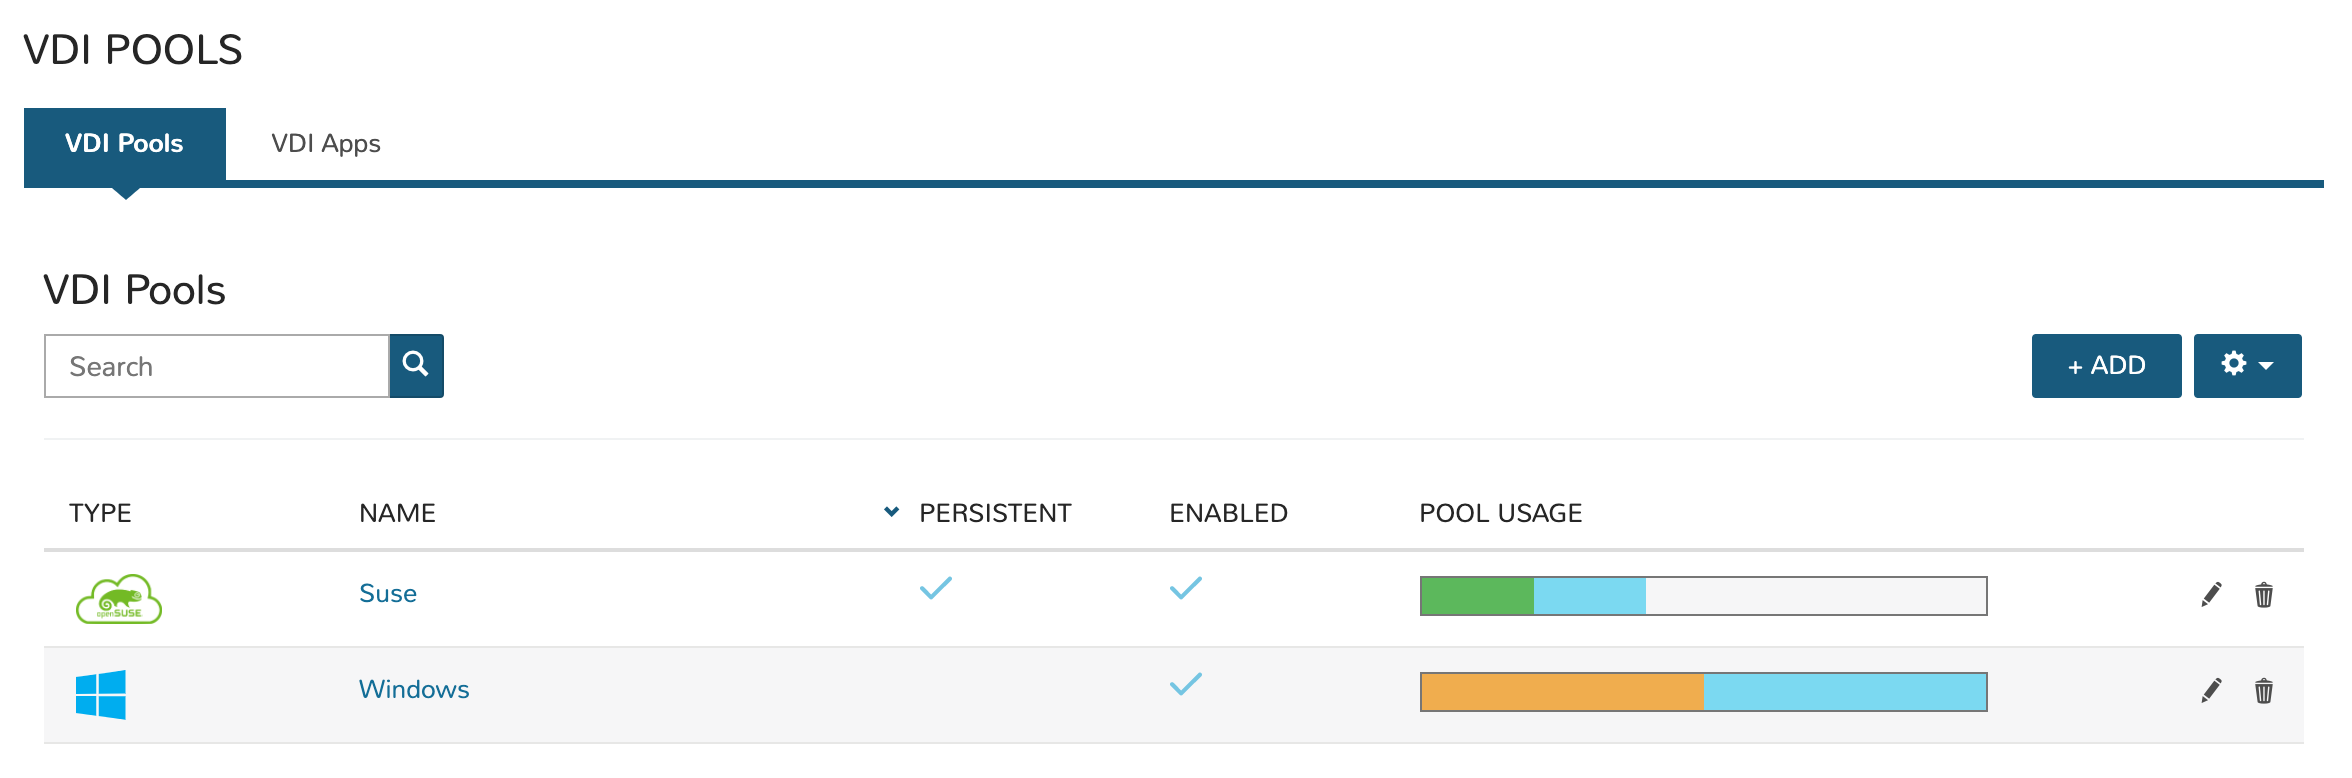 VDI POOLS
VDI Pools VDI Apps
VDI Pools
Search
+ ADD
TYPE NAME PERSISTENT ENABLED POOL USAGE
openSUSE Suse
Windows